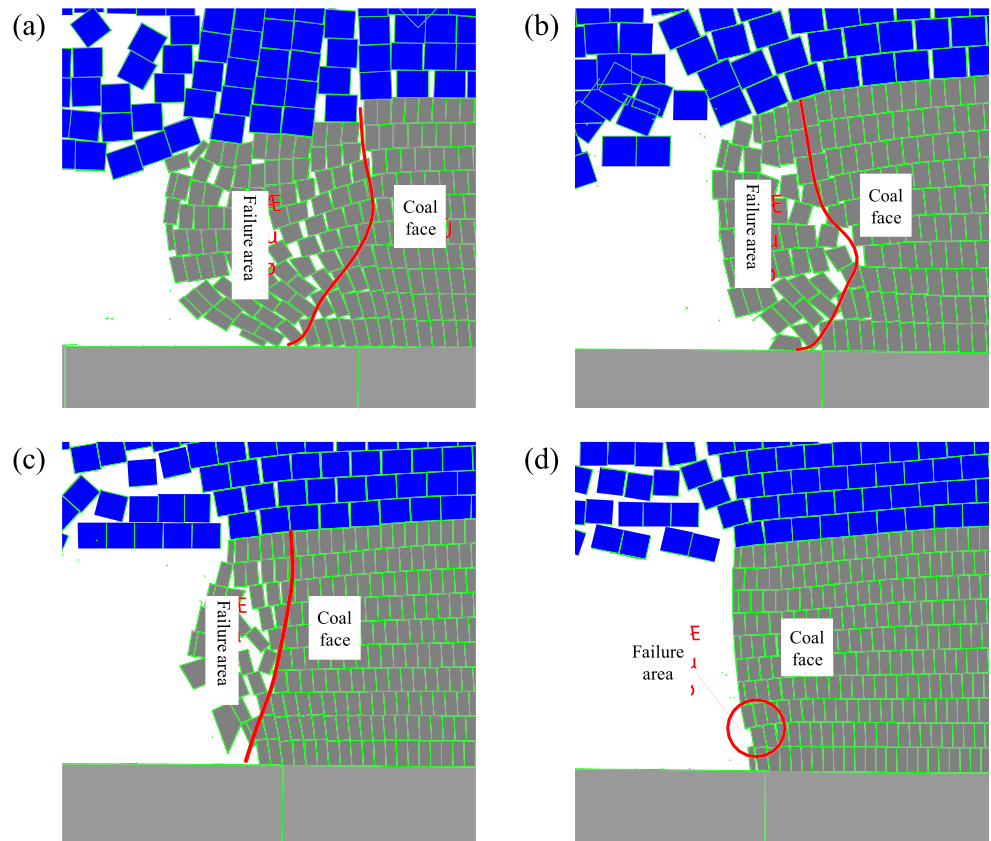 (a)
Failure area
Coal
face
(b)
Failure area
Coal
face
(c)
Failure area
Coal
face
(d)
Failure
area
Coal
face